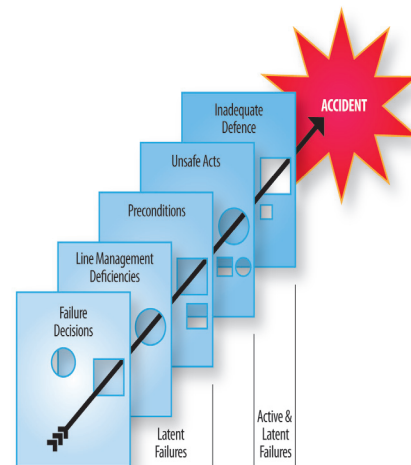 ACCIDENT
Inadequate
Defence
Unsafe Acts
Preconditions
Line Management
Deficiencies
Failure
Decisions
Latent
Failures
Active &
Latent
Failures